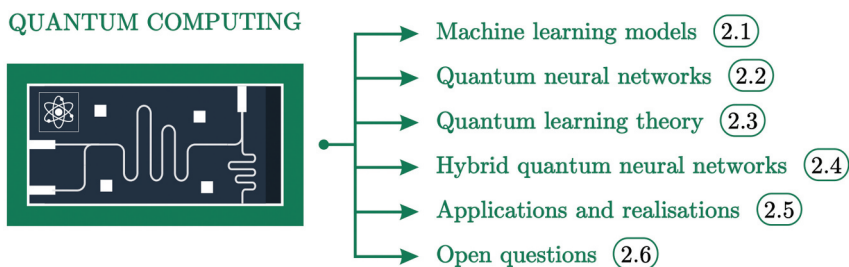 QUANTUM COMPUTING
Machine learning models 2.1
Quantum neural networks 2.2
Quantum learning theory 2.3
Hybrid quantum neural networks 2.4
Applications and realisations 2.5
Open questions 2.6